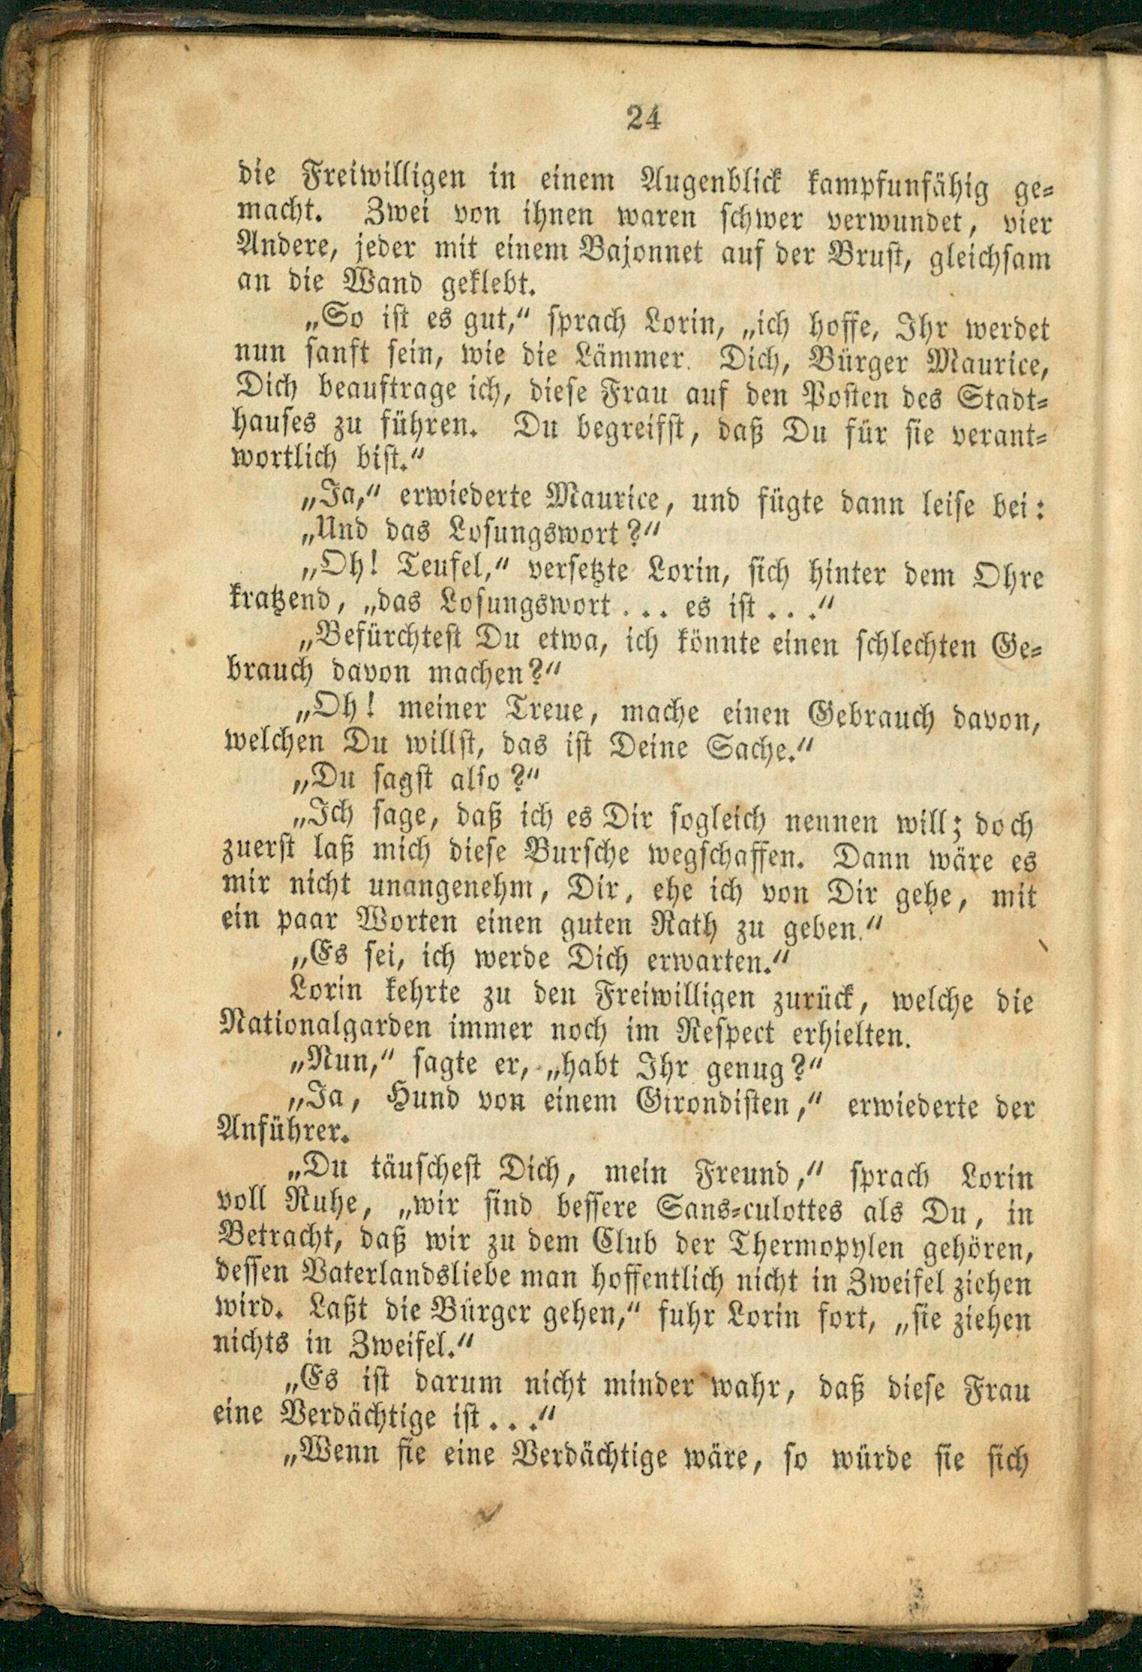 24
die Freiwilligen in einem Augenblick kampfunfähig ge-
macht. Zwei von ihnen waren schwer verwundet, vier
Andere, jeder mit einem Bajonnet auf der Brust, gleichsam
an die Wand geklebt.
„So ist es gut,“ sprach Lorin, „ich hoffe, Ihr werdet
nun sanft sein, wie die Lämmer. Dich, Bürger Maurice,
Dich beauftrage ich, diese Frau auf den Posten des Stadt-
hauses zu führen. Du begreifst, daß Du für sie verant-
wortlich bist.“
„Ja,“ erwiederte Maurice, und fügte dann leise bei:
„Und das Losungswort?“
„Oh! Teufel,“ versetzte Lorin, sich hinter dem Ohre
kratzend, „das Losungswort... es ist...“
„Befürchtest Du etwa, ich könnte einen schlechten Ge-
brauch davon machen?“
„Oh! meiner Treue, mache einen Gebrauch davon,
welchen Du willst, das ist Deine Sache.“
„Du sagst also?“
„Ich sage, daß ich es Dir sogleich nennen will; doch
zuerst laß mich diese Bursche wegschaffen. Dann wäre es
mir nicht unangenehm, Dir, ehe ich von Dir gehe, mit
ein paar Worten einen guten Rath zu geben.“
„Es sei, ich werde Dich erwarten.“
Lorin kehrte zu den Freiwilligen zurück, welche die
Nationalgarden immer noch im Respect erhielten.
„Nun,“ sagte er, „habt Ihr genug?“
„Ja, Hund von einem Girondisten,“ erwiederte der
Anführer.
„Du täuschest Dich, mein Freund,“ sprach Lorin
voll Ruhe, „wir sind bessere Sans-culottes als Du, in
Betracht, daß wir zu dem Club der Thermopylen gehören,
dessen Vaterlandsliebe man hoffentlich nicht in Zweifel ziehen
wird. Laßt die Bürger gehen,“ fuhr Lorin fort, „sie ziehen
nichts in Zweifel.“
„Es ist darum nicht minder wahr, daß diese Frau
eine Verdächtige ist...“
„Wenn sie eine Verdächtige wäre, so würde sie sich